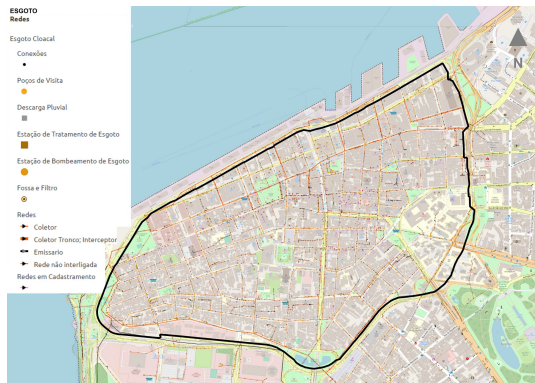 ESGOTO
Redes
Esgoto Cloacal
Conexões
Poços de Visita
Descarga Pluvial
Estação de Tratamento de Esgoto
Estação de Bombeamento de Esgoto
Fossa e Filtro
Redes
Coletor
Coletor Tronco; Interceptor
Emissario
Rede não interligada
Redes em Cadastramento
N